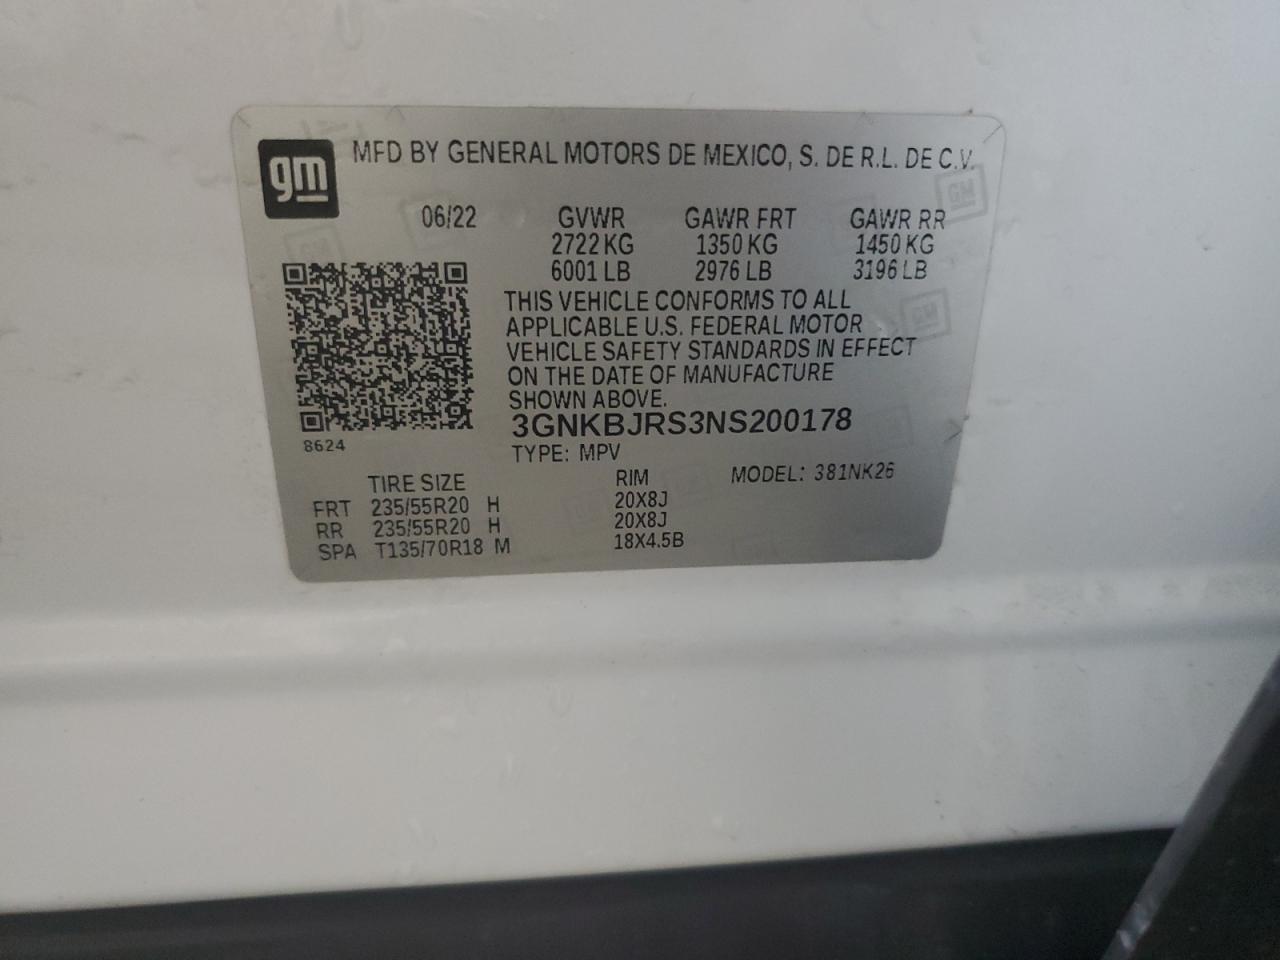 gm MFD BY GENERAL MOTORS DE MEXICO, S. DE R.L. DE C.V.
06/22 GVWR GAWR FRT GAWR RR
2722 KG 1350 KG 1450 KG
6001 LB 2976 LB 3196 LB
THIS VEHICLE CONFORMS TO ALL
APPLICABLE U.S. FEDERAL MOTOR
VEHICLE SAFETY STANDARDS IN EFFECT
ON THE DATE OF MANUFACTURE
SHOWN ABOVE.
3GNKBJRS3NS200178
8624
TYPE: MPV
TIRE SIZE RIM MODEL: 381NK26
FRT 235/55R20 H 20X8J
RR 235/55R20 H 20X8J
SPA T135/70R18 M 18X4.5B